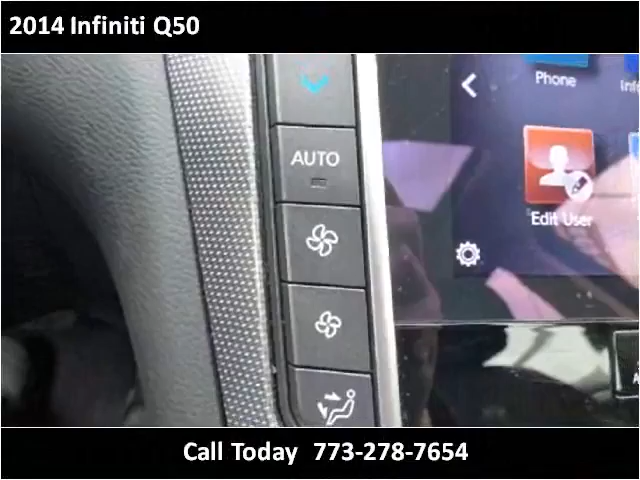 2014 Infiniti Q50
Phone
AUTO
Edit User
Call Today 773-278-7654